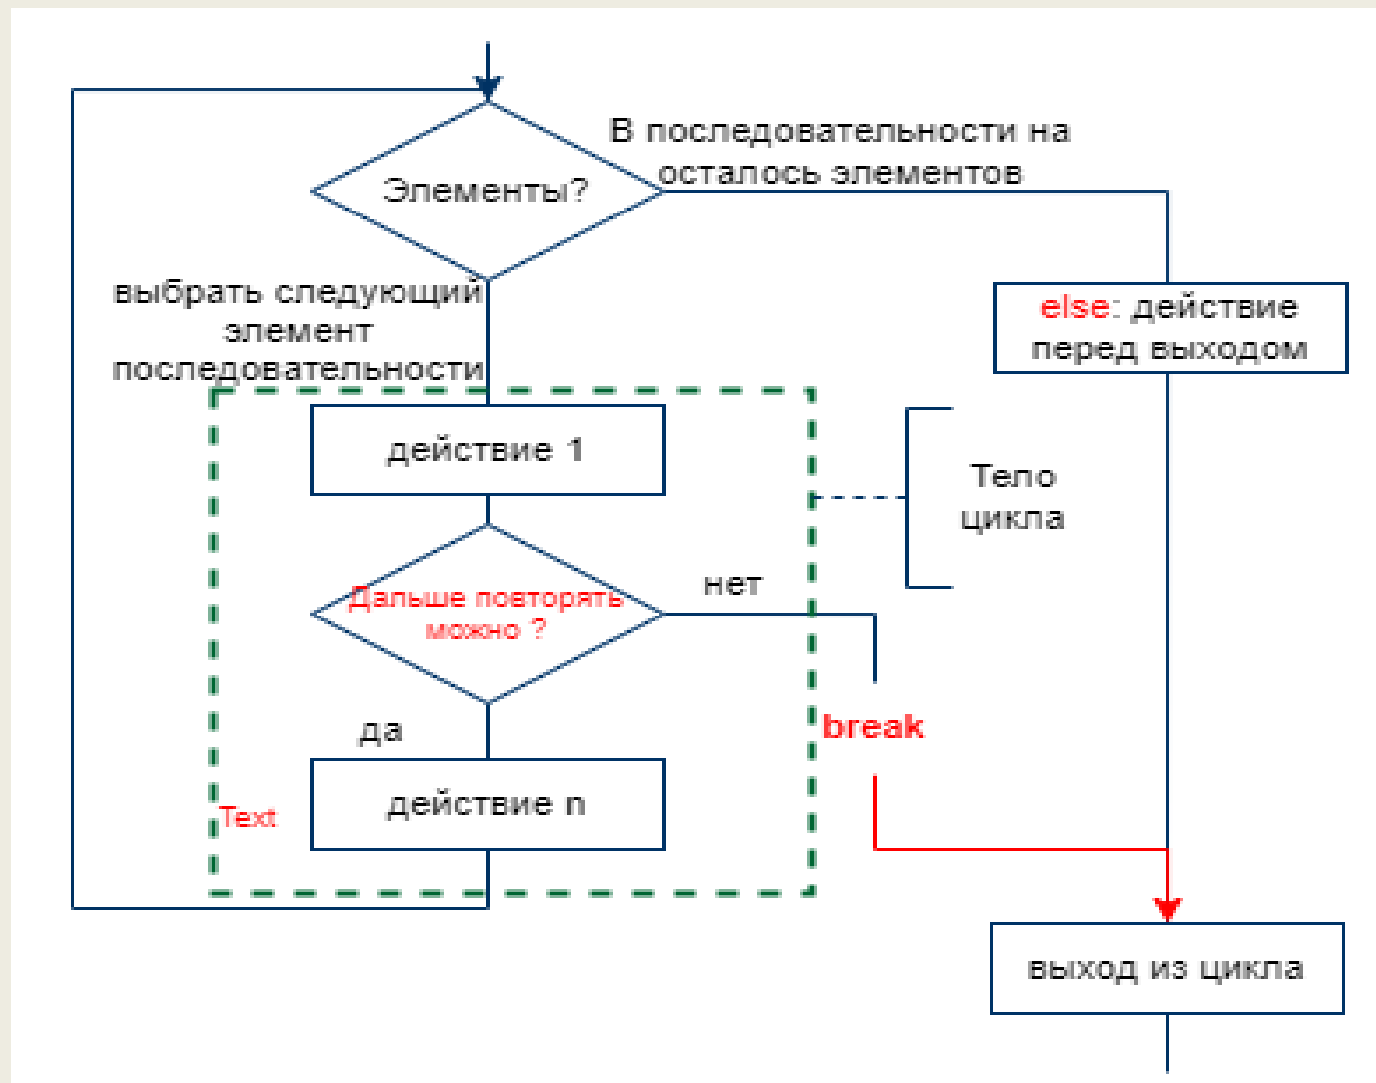 В последовательности на
осталось элементов
Элементы?
выбрать следующий
элемент
последовательности
else: действие
перед выходом
действие 1
Тело
цикла
Дальше повторять
можно ?
нет
да
break
действие n
Text
выход из цикла